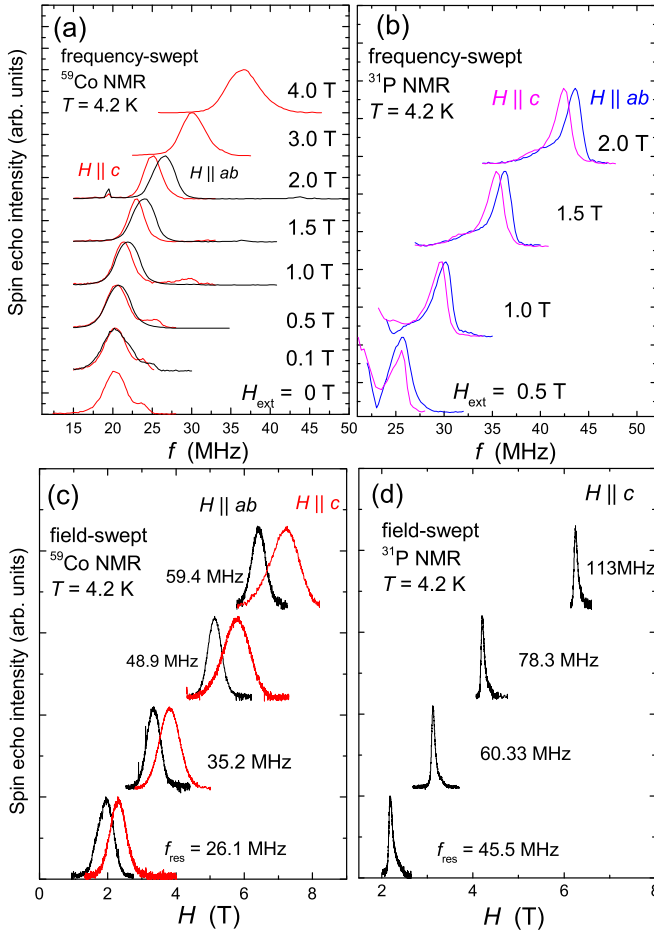 (a)
frequency-swept
⁵⁹Co NMR
T = 4.2 K
4.0 T
3.0 T
H || c
H || ab
2.0 T
1.5 T
1.0 T
0.5 T
0.1 T
H_ext = 0 T
Spin echo intensity (arb. units)
15 20 25 30 35 40 45 50
f (MHz)
(b)
frequency-swept
³¹P NMR
T = 4.2 K
H || c
H || ab
2.0 T
1.5 T
1.0 T
H_ext = 0.5 T
25 30 35 40 45 50
f (MHz)
(c)
field-swept
⁵⁹Co NMR
T = 4.2 K
H || ab
H || c
59.4 MHz
48.9 MHz
35.2 MHz
f_res = 26.1 MHz
Spin echo intensity (arb. units)
0 2 4 6 8
H (T)
(d)
H || c
field-swept
³¹P NMR
T = 4.2 K
113MHz
78.3 MHz
60.33 MHz
f_res = 45.5 MHz
2 4 6 8
H (T)